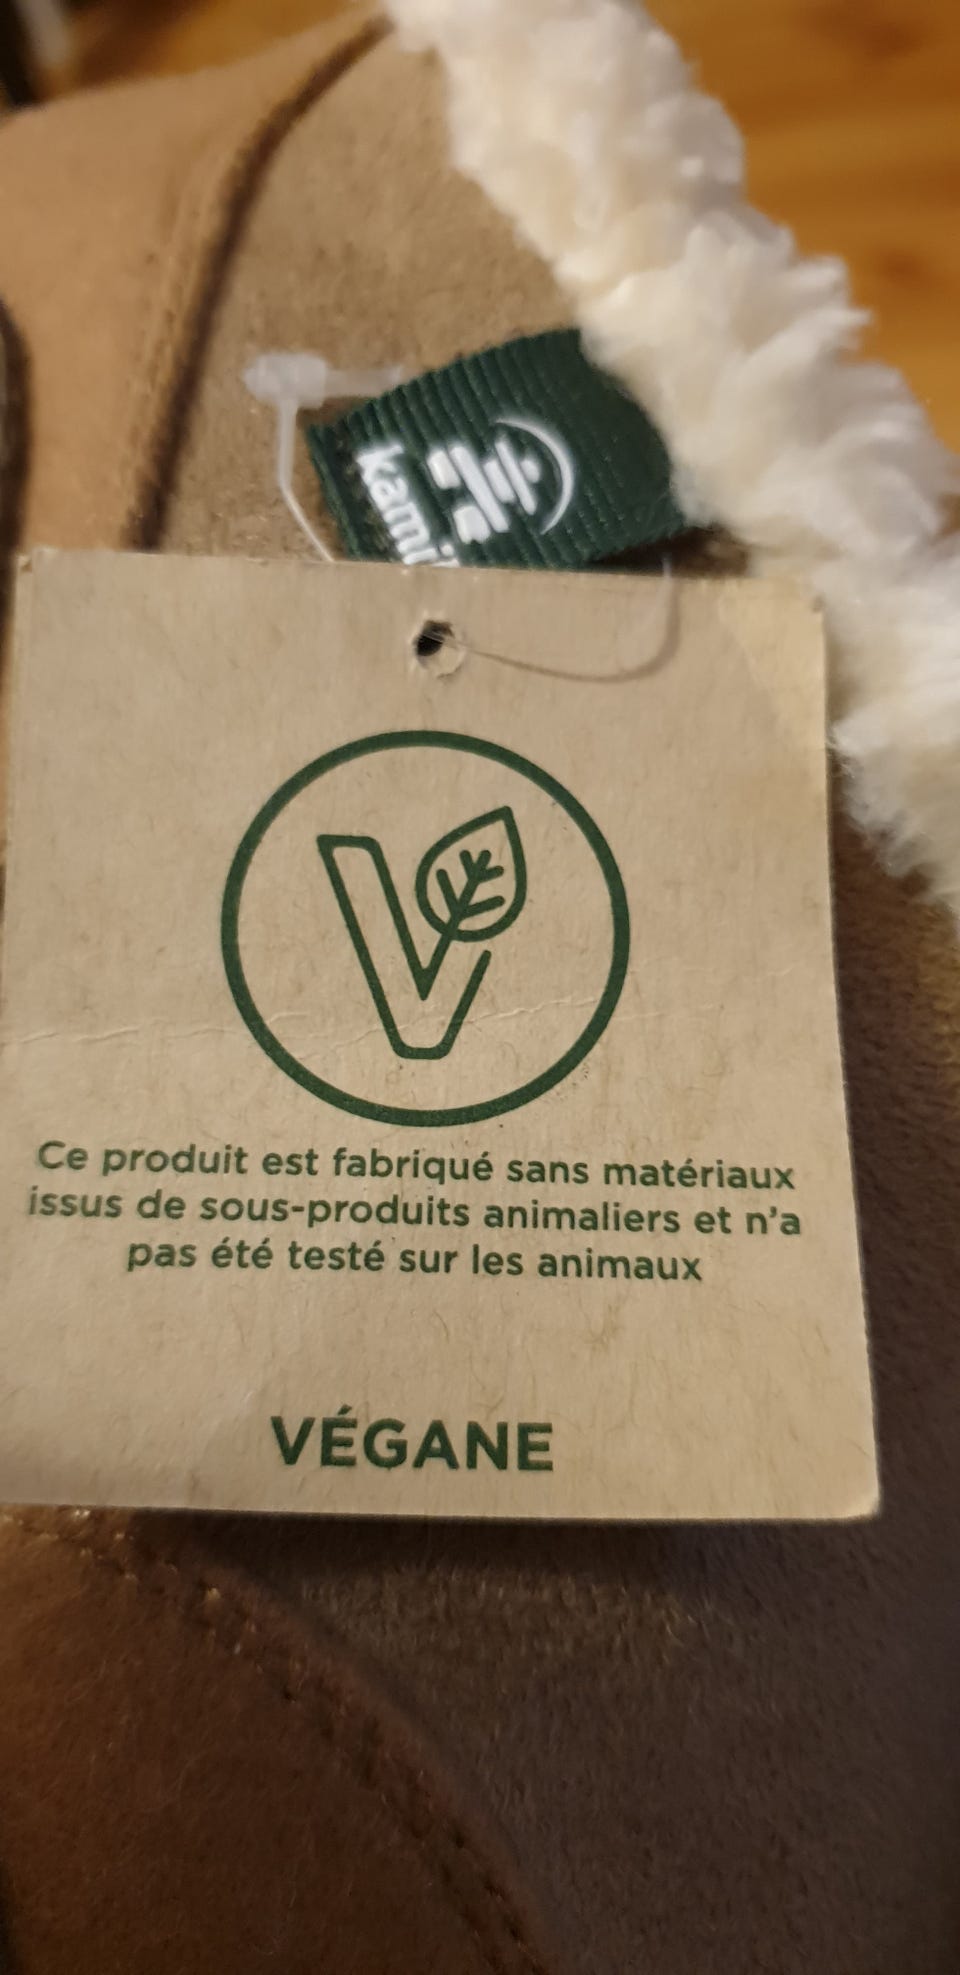 Ce produit est fabriqué sans matériaux
issus de sous-produits animaliers et n'a
pas été testé sur les animaux
VÉGANE